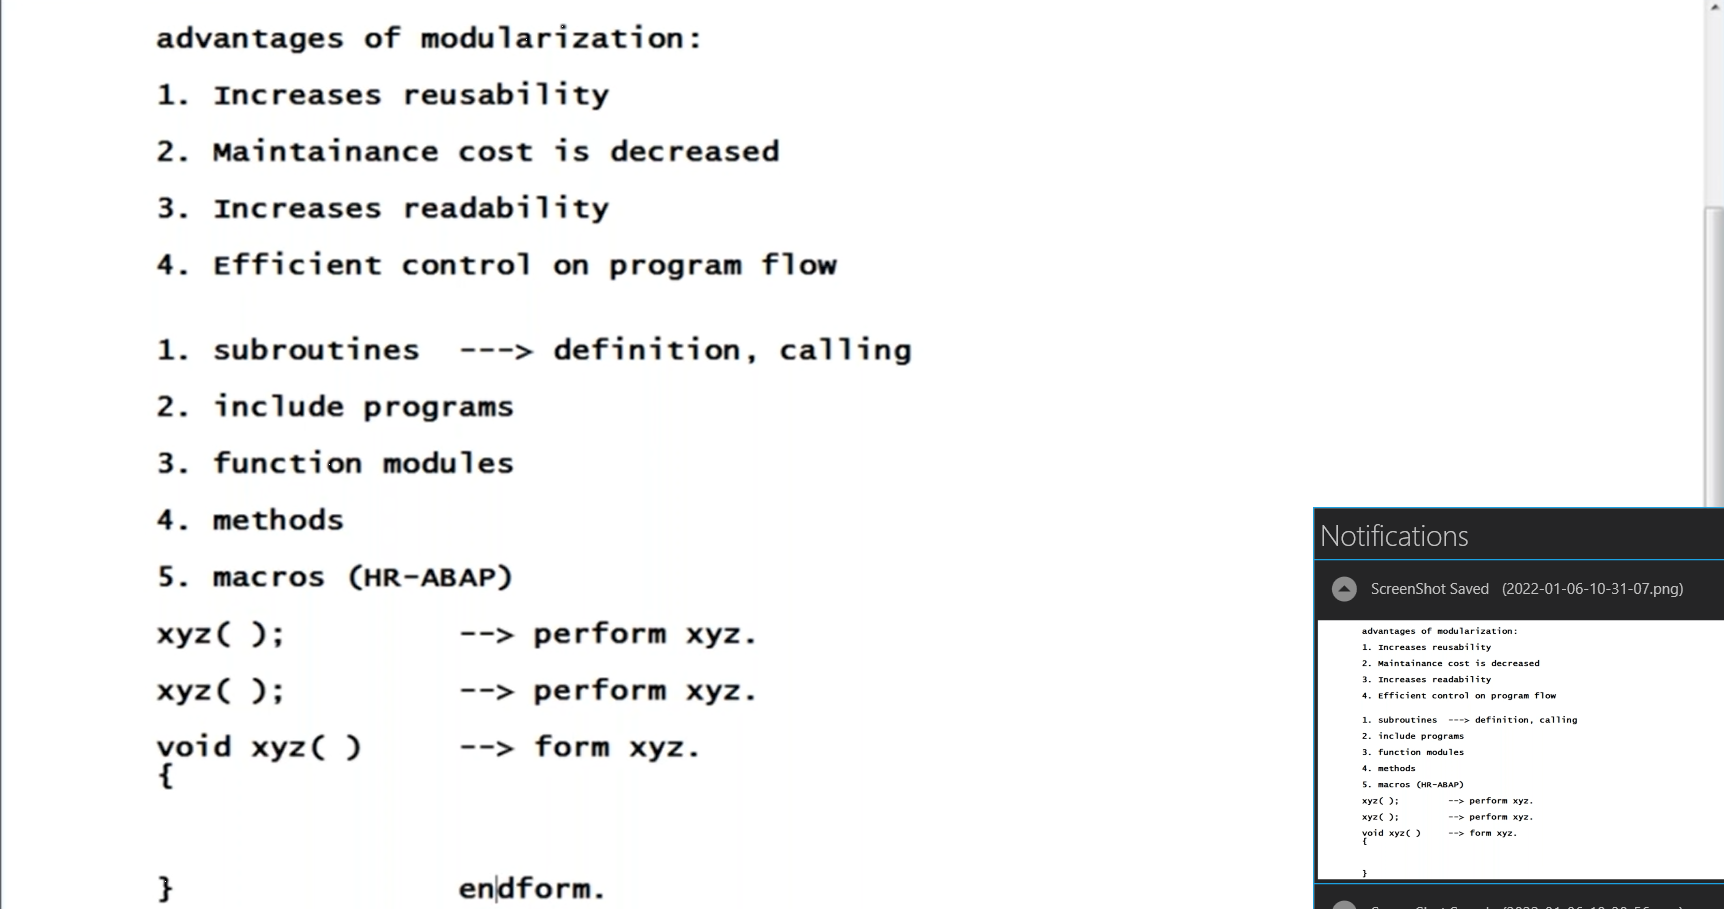 advantages of modularization:
1. Increases reusability
2. Maintainance cost is decreased
3. Increases readability
4. Efficient control on program flow
1. subroutines ---> definition, calling
2. include programs
3. function modules
4. methods
5. macros (HR-ABAP)
xyz( ); --> perform xyz.
xyz( ); --> perform xyz.
void xyz( ) --> form xyz.
{
} endform.
Notifications
ScreenShot Saved (2022-01-06-10-31-07.png)
advantages of modularization:
1. Increases reusability
2. Maintainance cost is decreased
3. Increases readability
4. Efficient control on program flow
1. subroutines ---> definition, calling
2. include programs
3. function modules
4. methods
5. macros (HR-ABAP)
xyz( ); --> perform xyz.
xyz( ); --> perform xyz.
void xyz( ) --> form xyz.
{
}